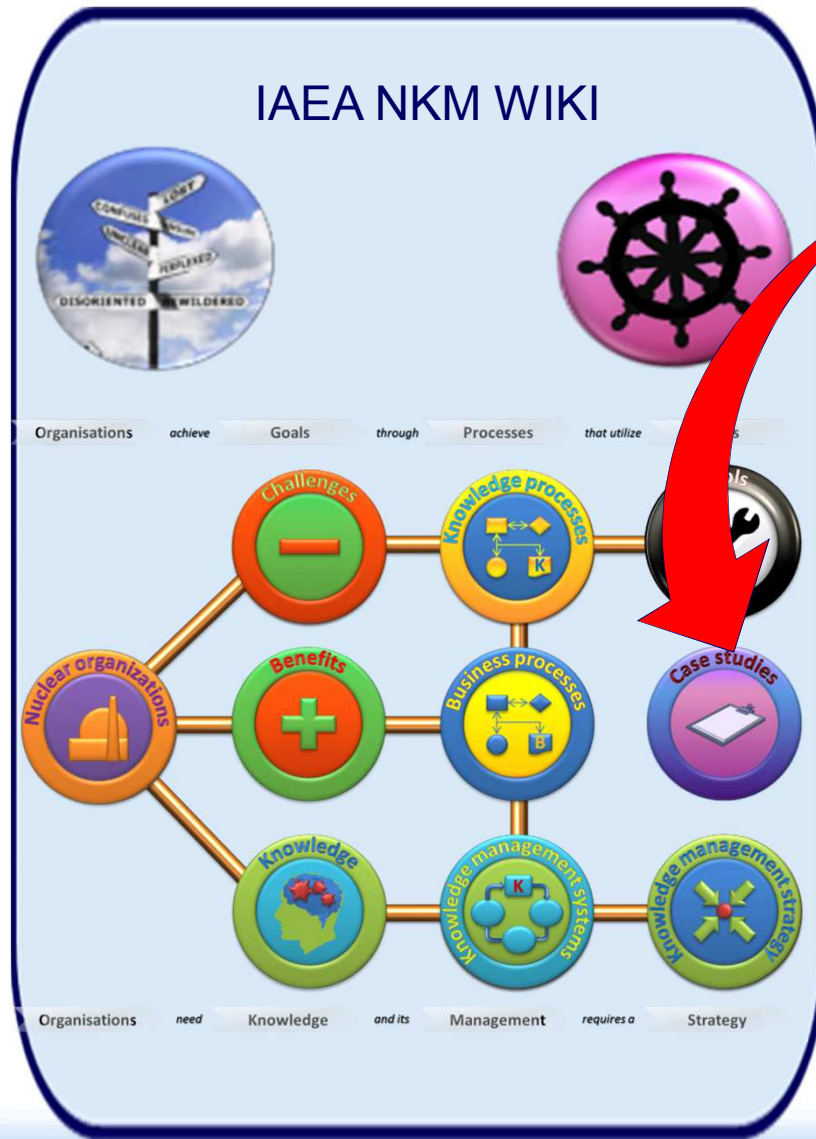 IAEA NKM WIKI
LOST
CONFUSED
UNCLEAR
PERPLEXED
DISORIENTED BEWILDERED
Organisations achieve Goals through Processes that utilize
Challenges
Knowledge processes
K
Nuclear organizations
Benefits
Business processes
B
Case studies
Knowledge
Knowledge management systems
K
Knowledge management strategy
Organisations need Knowledge and its Management requires a Strategy